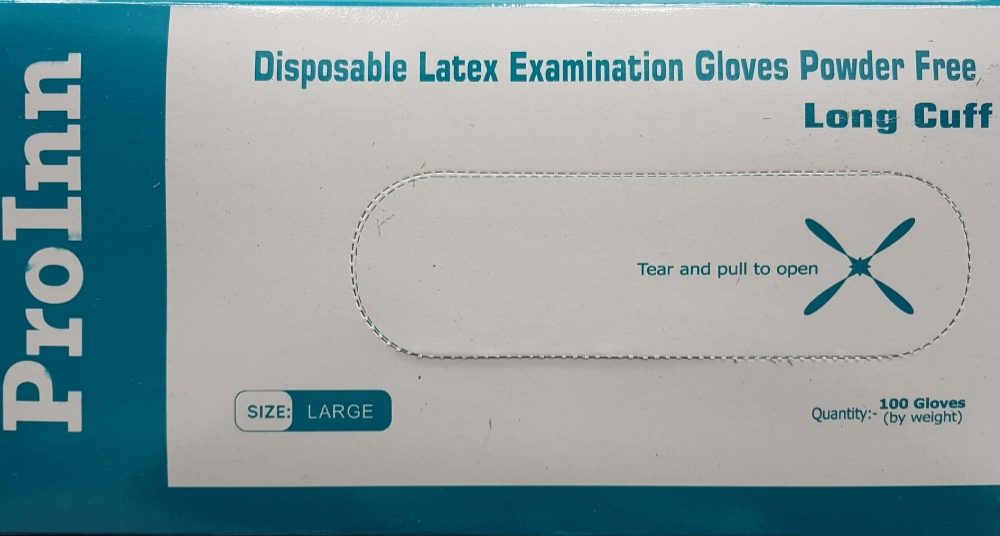 ProInn
Disposable Latex Examination Gloves Powder Free
Long Cuff
Tear and pull to open
SIZE: LARGE
Quantity:- 100 Gloves
(by weight)